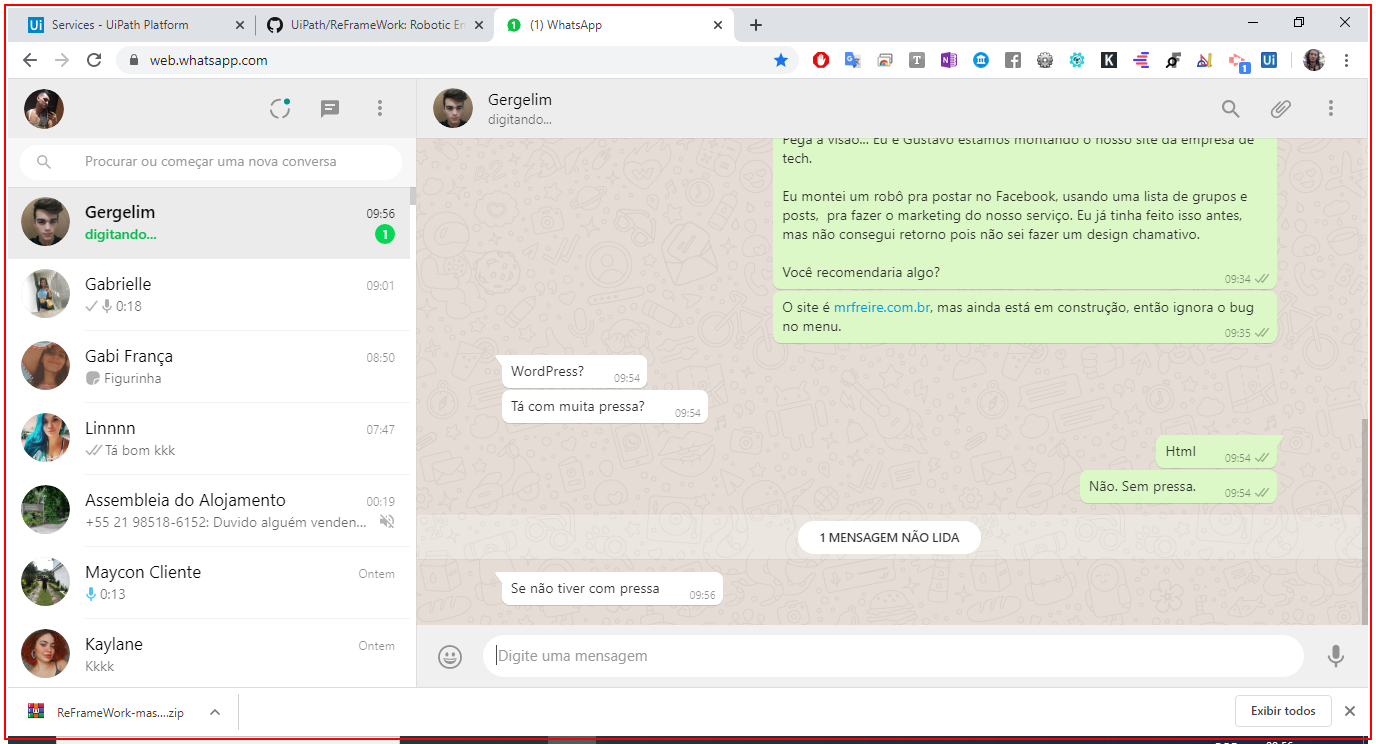 Services - UiPath Platform
UiPath/ReFrameWork: Robotic En
(1) WhatsApp
web.whatsapp.com
Gergelim
digitando...
Procurar ou começar uma nova conversa
Gergelim
09:56
digitando...
1
Gabrielle
09:01
0:18
Gabi França
08:50
Figurinha
Linnnn
07:47
Tá bom kkk
Assembleia do Alojamento
00:19
+55 21 98518-6152: Duvido alguém venden...
Maycon Cliente
Ontem
0:13
Kaylane
Ontem
Kkkk
Pega a visão... Eu e Gustavo estamos montando o nosso site da empresa de
tech.
Eu montei um robô pra postar no Facebook, usando uma lista de grupos e
posts,  pra fazer o marketing do nosso serviço. Eu já tinha feito isso antes,
mas não consegui retorno pois não sei fazer um design chamativo.
Você recomendaria algo?
09:34
O site é mrfreire.com.br, mas ainda está em construção, então ignora o bug
no menu.
09:35
WordPress?
09:54
Tá com muita pressa?
09:54
Html
09:54
Não. Sem pressa.
09:54
1 MENSAGEM NÃO LIDA
Se não tiver com pressa
09:56
Digite uma mensagem
ReFrameWork-mas....zip
Exibir todos